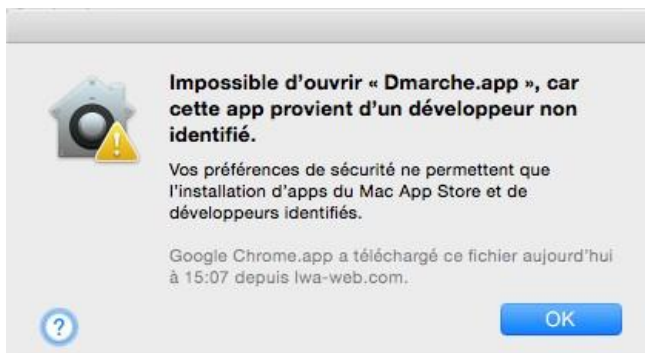 Impossible d'ouvrir « Dmarche.app », car
cette app provient d'un développeur non
identifié.
Vos préférences de sécurité ne permettent que
l'installation d'apps du Mac App Store et de
développeurs identifiés.
Google Chrome.app a téléchargé ce fichier aujourd'hui
à 15:07 depuis lwa-web.com.
?
OK